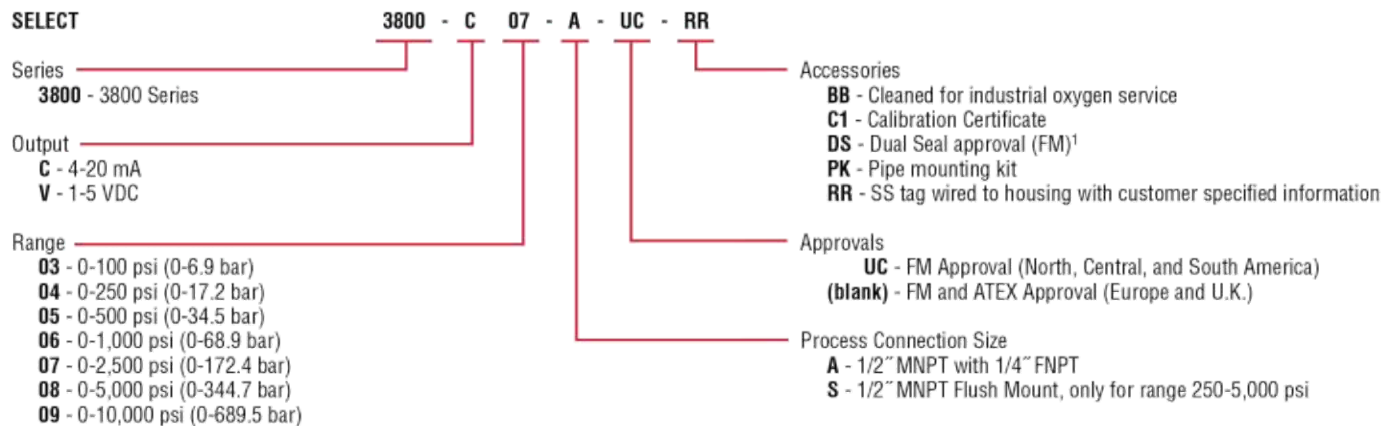 SELECT 3800 - C 07 - A - UC - RR
Series
3800 - 3800 Series
Output
C - 4-20 mA
V - 1-5 VDC
Range
03 - 0-100 psi (0-6.9 bar)
04 - 0-250 psi (0-17.2 bar)
05 - 0-500 psi (0-34.5 bar)
06 - 0-1,000 psi (0-68.9 bar)
07 - 0-2,500 psi (0-172.4 bar)
08 - 0-5,000 psi (0-344.7 bar)
09 - 0-10,000 psi (0-689.5 bar)
Accessories
BB - Cleaned for industrial oxygen service
C1 - Calibration Certificate
DS - Dual Seal approval (FM)¹
PK - Pipe mounting kit
RR - SS tag wired to housing with customer specified information
Approvals
UC - FM Approval (North, Central, and South America)
(blank) - FM and ATEX Approval (Europe and U.K.)
Process Connection Size
A - 1/2˝ MNPT with 1/4˝ FNPT
S - 1/2˝ MNPT Flush Mount, only for range 250-5,000 psi